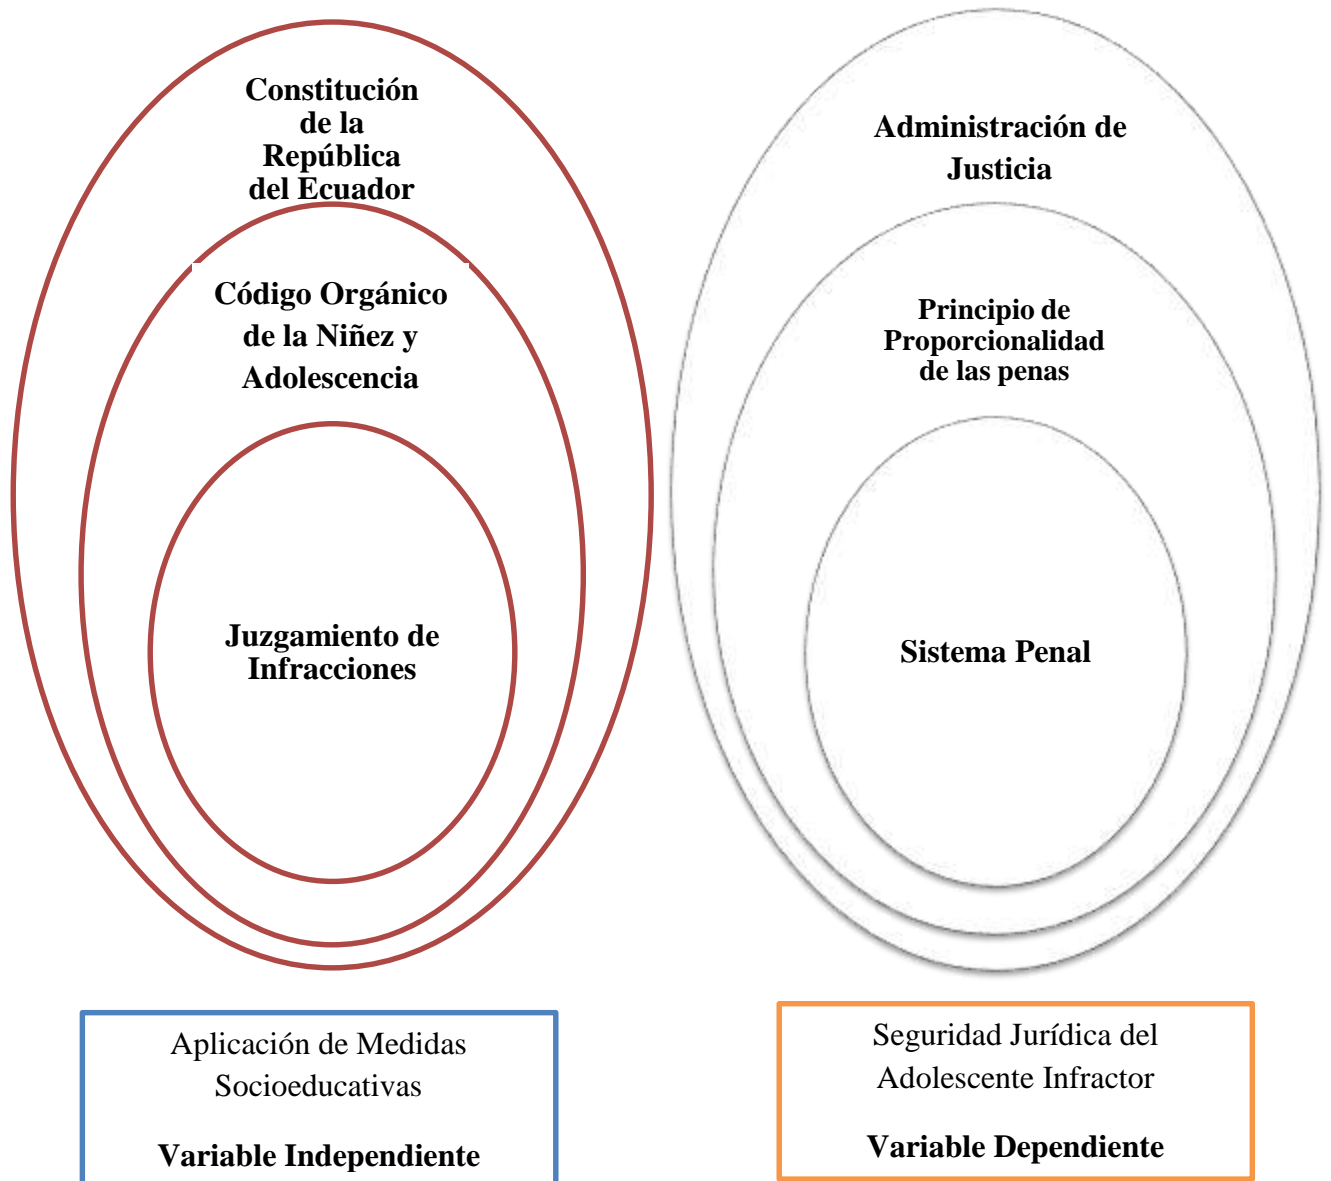 Constitución
de la
República
del Ecuador
Código Orgánico
de la Niñez y
Adolescencia
Juzgamiento de
Infracciones
Administración de
Justicia
Principio de
Proporcionalidad
de las penas
Sistema Penal
Aplicación de Medidas
Socioeducativas
Variable Independiente
Seguridad Jurídica del
Adolescente Infractor
Variable Dependiente